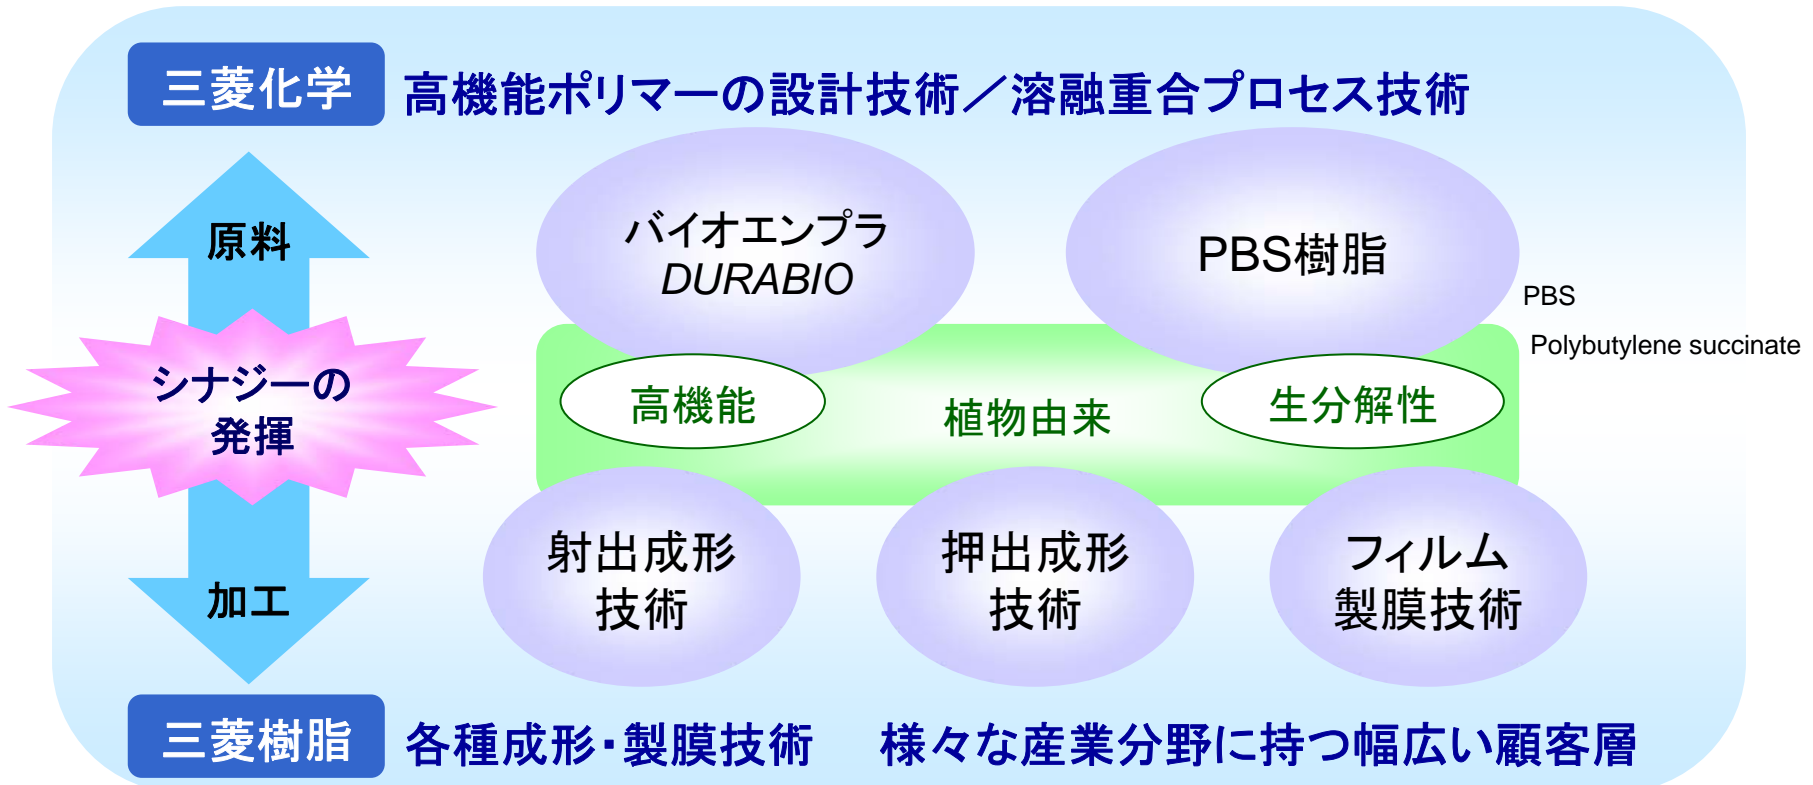 三菱化学
高機能ポリマーの設計技術／溶融重合プロセス技術
原料
バイオエンプラ
DURABIO
PBS樹脂
PBS
Polybutylene succinate
シナジーの
発揮
高機能
植物由来
生分解性
射出成形
技術
押出成形
技術
フィルム
製膜技術
加工
三菱樹脂
各種成形・製膜技術　様々な産業分野に持つ幅広い顧客層